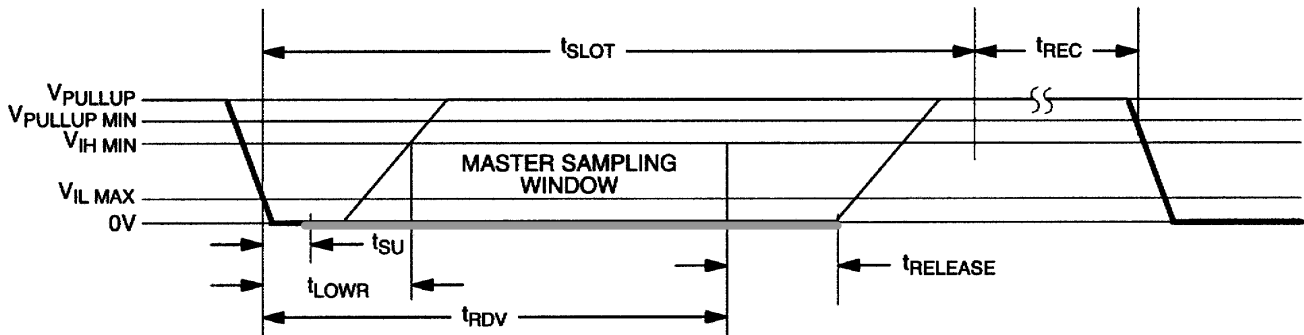 tSLOT
tREC
VPULLUP
VPULLUP MIN
VIH MIN
MASTER SAMPLING
WINDOW
VIL MAX
0V
tSU
tRELEASE
tLOWR
tRDV